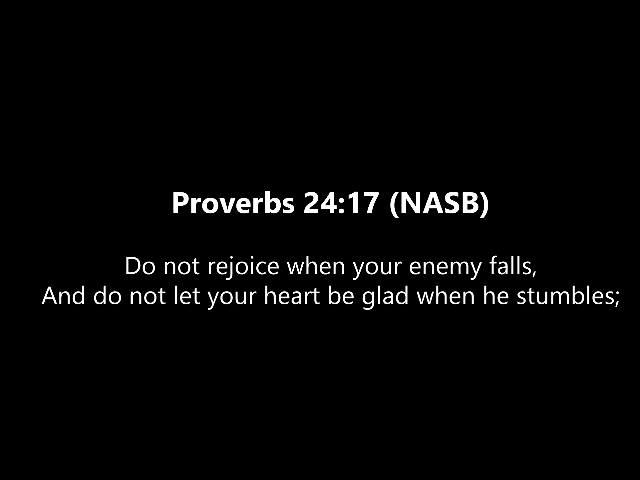 Proverbs 24:17 (NASB)
Do not rejoice when your enemy falls,
And do not let your heart be glad when he stumbles;